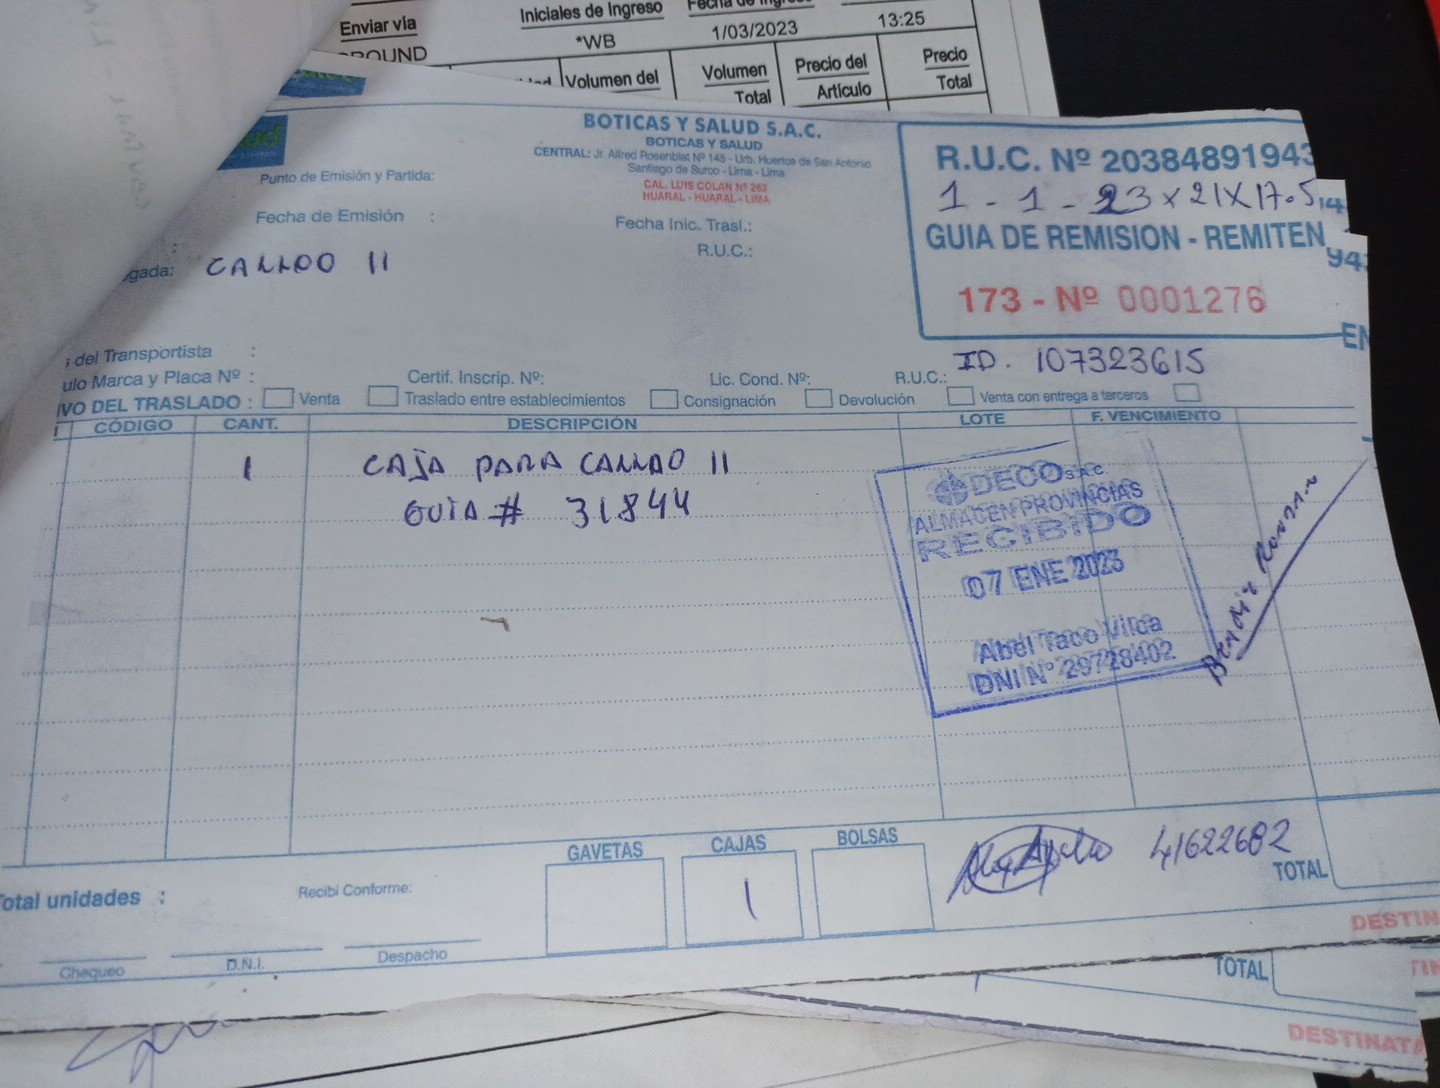 Enviar vía
Iniciales de Ingreso
*WB
1/03/2023
13:25
Volumen del
Volumen
Total
Precio del
Artículo
Precio
Total
BOTICAS Y SALUD S.A.C.
BOTICAS Y SALUD
CENTRAL: Jr. Alfred Rosenblat Nº 145 - Urb. Huertos de San Antonio
Santiago de Surco - Lima - Lima
CAL. LUIS COLAN Nº 262
HUARAL - HUARAL - LIMA
R.U.C. Nº 20384891943
1 - 1 - 23 x 21 x 17.5
GUIA DE REMISION - REMITEN
173 - Nº 0001276
Punto de Emisión y Partida:
Fecha de Emisión :
Fecha Inic. Trasl.:
R.U.C.:
gada: CALLAO II
del Transportista :
ulo Marca y Placa Nº :
Certif. Inscrip. Nº:
Lic. Cond. Nº:
R.U.C.:
ID. 107323615
VO DEL TRASLADO :
Venta
Traslado entre establecimientos
Consignación
Devolución
Venta con entrega a terceros
CÓDIGO CANT. DESCRIPCIÓN LOTE F. VENCIMIENTO
1 CAJA PARA CALLAO II
GUIA # 31844
DECO S.A.C.
ALMACEN PROVINCIAS
RECIBIDO
07 ENE 2023
Abel Taco Vilca
DNI Nº 29728402
GAVETAS CAJAS BOLSAS
1
41622682
TOTAL
Total unidades :
Recibí Conforme:
Chequeo
D.N.I.
Despacho
DESTIN
TOTAL
DESTINATA